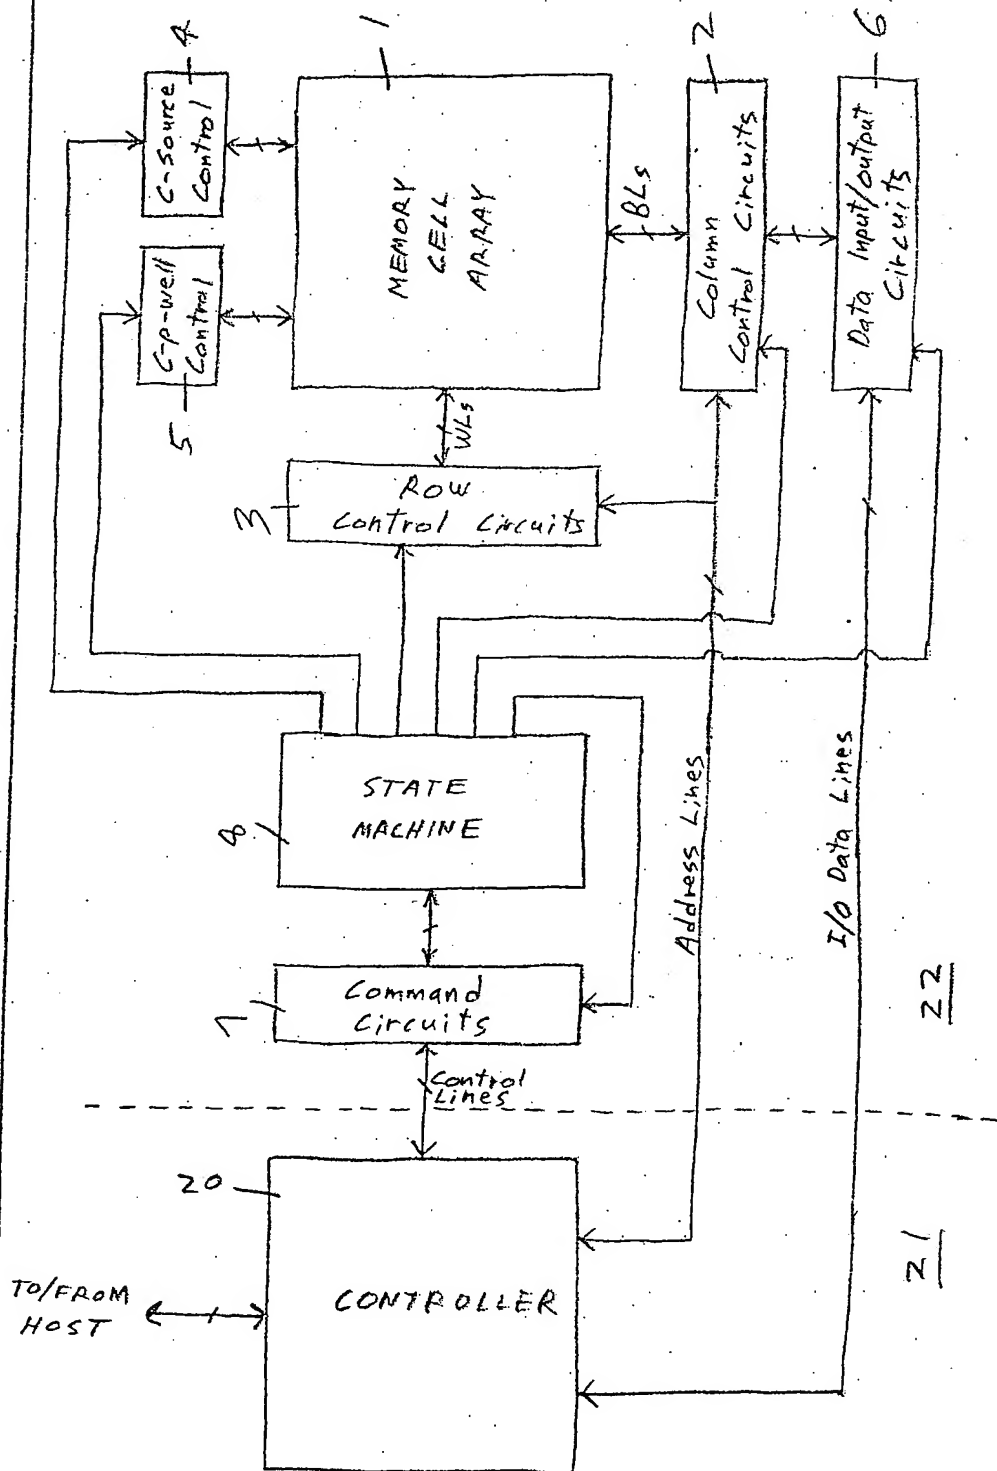 4
1
2
6
C-source
Control
C-p-well
Control
5
MEMORY
CELL
ARRAY
BLs
Column
Control Circuits
Data Input/Output
Circuits
WLs
3
Row
Control Circuits
8
STATE
MACHINE
Address Lines
I/O Data Lines
7
Command
Circuits
22
Control
Lines
20
TO/FROM
HOST
CONTROLLER
21